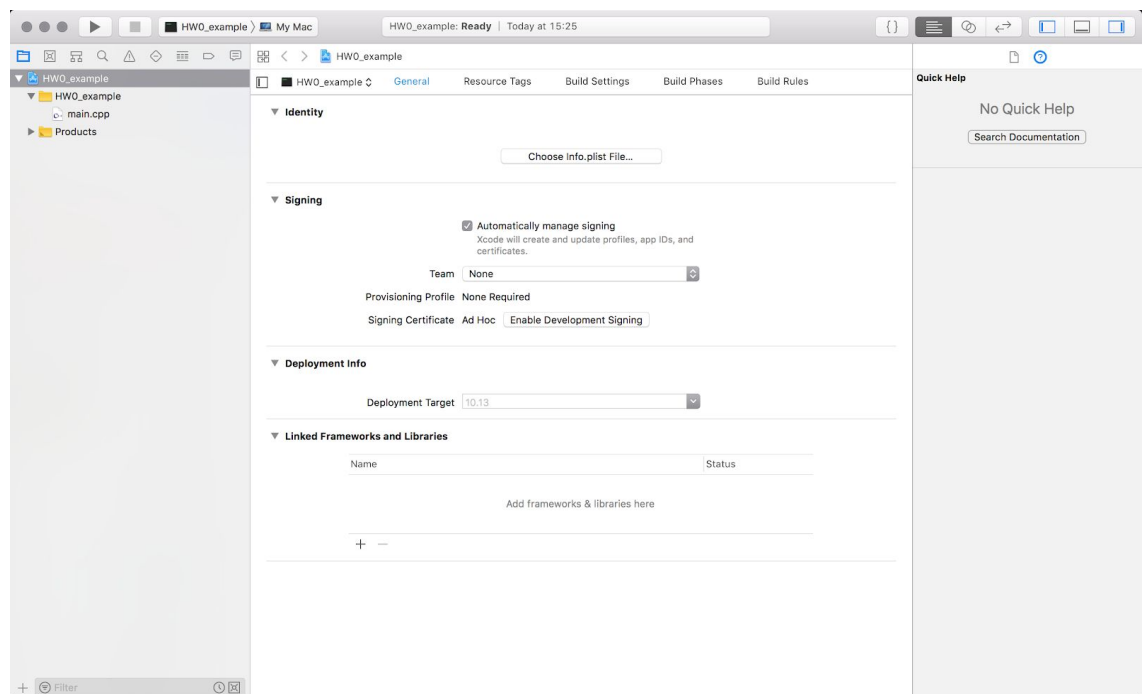 HW0_example 〉 My Mac
HW0_example: Ready | Today at 15:25
{ }
HW0_example
HW0_example
main.cpp
Products
HW0_example
HW0_example
General
Resource Tags
Build Settings
Build Phases
Build Rules
Identity
Choose Info.plist File...
Signing
Automatically manage signing
Xcode will create and update profiles, app IDs, and
certificates.
Team None
Provisioning Profile None Required
Signing Certificate Ad Hoc Enable Development Signing
Deployment Info
Deployment Target 10.13
Linked Frameworks and Libraries
Name Status
Add frameworks & libraries here
+ −
Quick Help
No Quick Help
Search Documentation
+ Filter